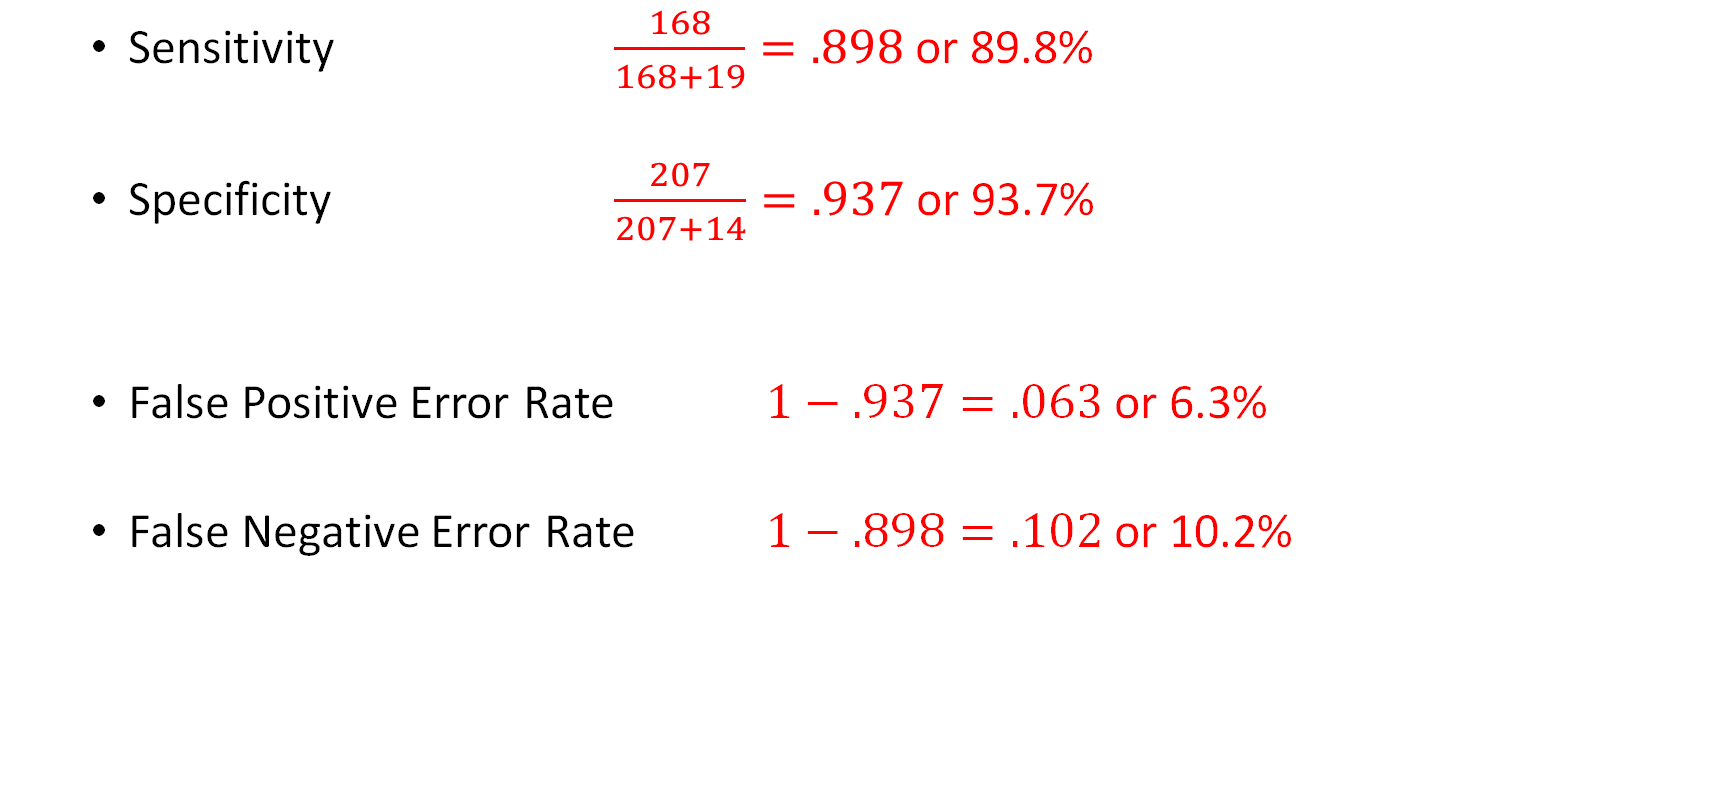 • Sensitivity 168/168+19 = .898 or 89.8%
• Specificity 207/207+14 = .937 or 93.7%
• False Positive Error Rate 1 − .937 = .063 or 6.3%
• False Negative Error Rate 1 − .898 = .102 or 10.2%